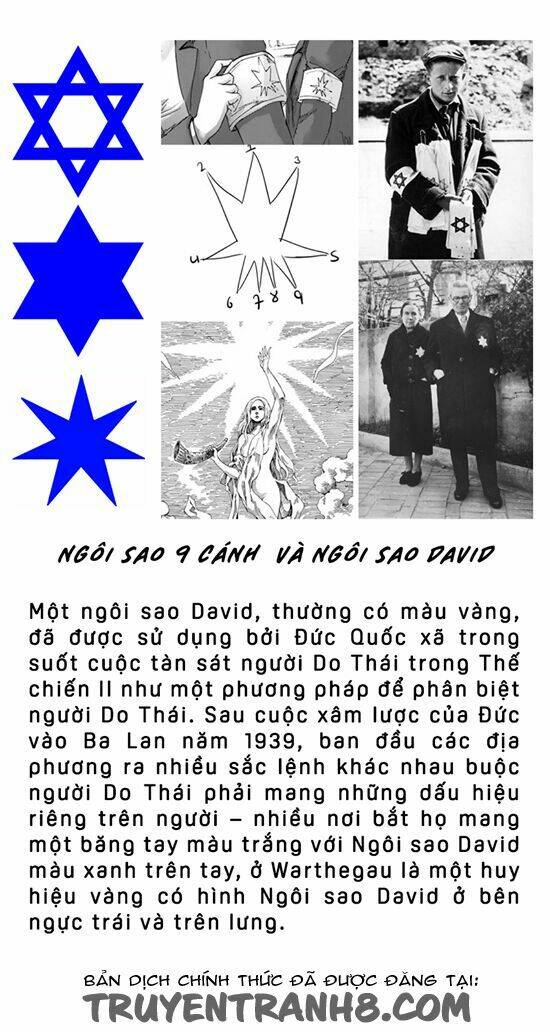 1
2
3
4
5
6
7
8
9
NGÔI SAO 9 CÁNH VÀ NGÔI SAO DAVID
Một ngôi sao David, thường có màu vàng,
đã được sử dụng bởi Đức Quốc xã trong
suốt cuộc tàn sát người Do Thái trong Thế
chiến II như một phương pháp để phân biệt
người Do Thái. Sau cuộc xâm lược của Đức
vào Ba Lan năm 1939, ban đầu các địa
phương ra nhiều sắc lệnh khác nhau buộc
người Do Thái phải mang những dấu hiệu
riêng trên người – nhiều nơi bắt họ mang
một băng tay màu trắng với Ngôi sao David
màu xanh trên tay, ở Warthegau là một huy
hiệu vàng có hình Ngôi sao David ở bên
ngực trái và trên lưng.
BẢN DỊCH CHÍNH THỨC ĐÃ ĐƯỢC ĐĂNG TẠI:
TRUYENTRANH8.COM